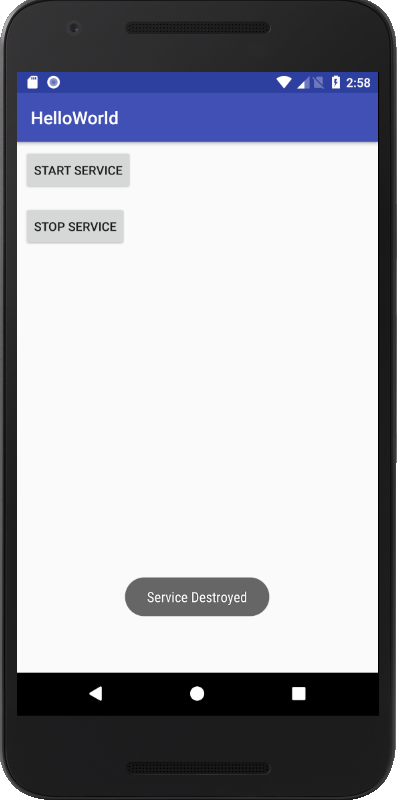 2:58
HelloWorld
START SERVICE
STOP SERVICE
Service Destroyed